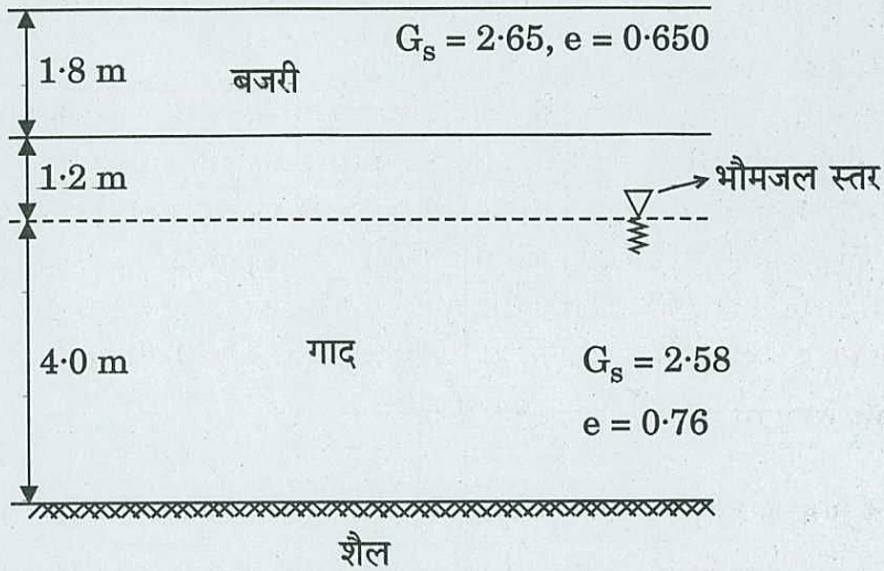 G_s = 2·65, e = 0·650
1·8 m
बजरी
1·2 m
भौमजल स्तर
4·0 m
गाद
G_s = 2·58
e = 0·76
शैल